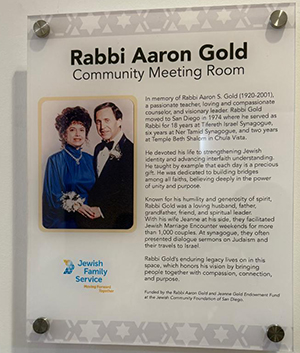 Rabbi Aaron Gold
Community Meeting Room
In memory of Rabbi Aaron S. Gold (1920-2001),
a passionate teacher, loving and compassionate
counselor, and visionary leader. Rabbi Gold
moved to San Diego in 1974 where he served as
Rabbi for 18 years at Tifereth Israel Synagogue,
six years at Ner Tamid Synagogue, and two years
at Temple Beth Shalom in Chula Vista.
He devoted his life to strengthening Jewish
identity and advancing interfaith understanding.
He taught by example that each day is a precious
gift. He was dedicated to building bridges
among all faiths, believing deeply in the power
of unity and purpose.
Known for his humility and generosity of spirit,
Rabbi Gold was a loving husband, father,
grandfather, friend, and spiritual leader.
With his wife Jeanne at his side, they facilitated
Jewish Marriage Encounter weekends for more
than 1,000 couples. At synagogue, they often
presented dialogue sermons on Judaism and
their travels to Israel.
Rabbi Gold's enduring legacy lives on in this
space, which honors his vision by bringing
people together with compassion, connection,
and purpose.
Jewish
Family
Service
Moving Forward
Together
Funded by the Rabbi Aaron Gold and Jeanne Gold Endowment Fund
at the Jewish Community Foundation of San Diego.